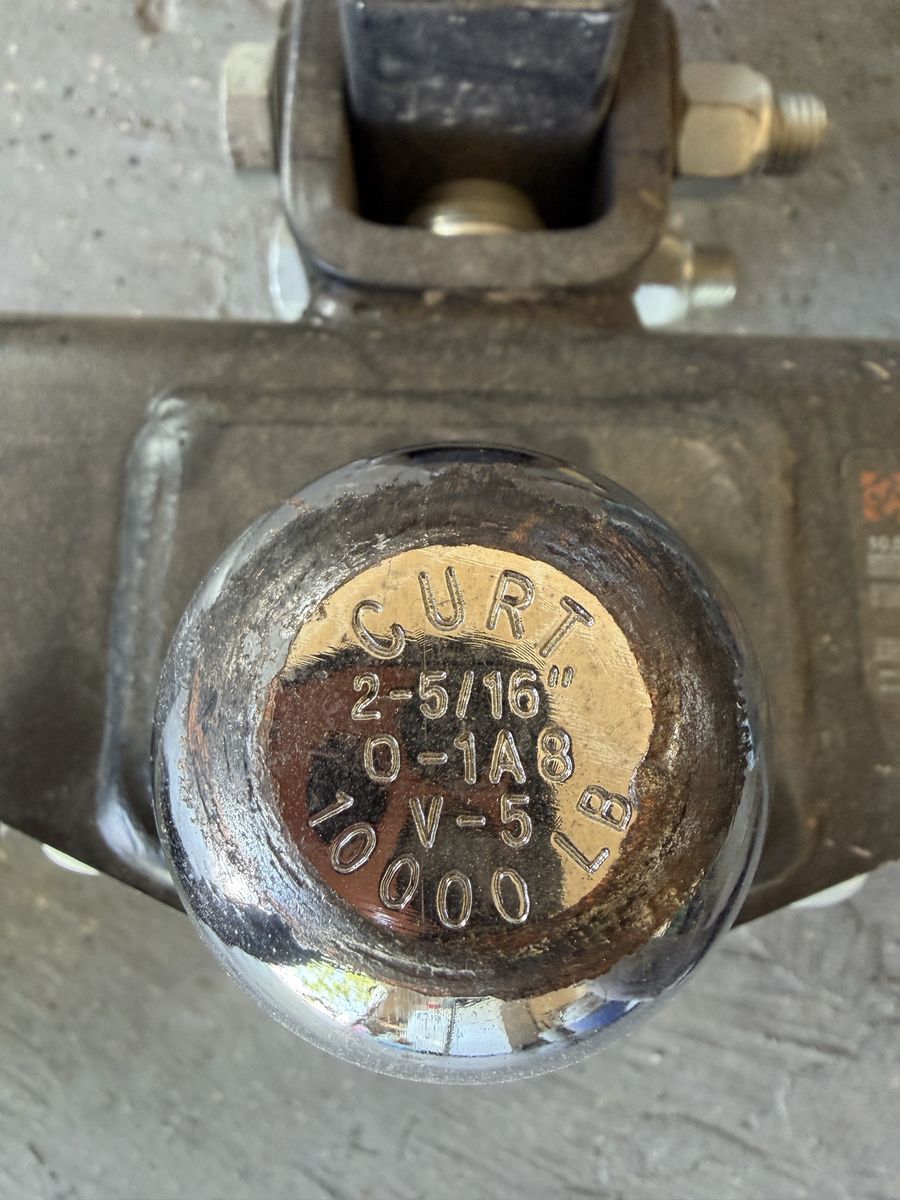 CURT
2-5/16"
0-1A8
V-5
10000 LB